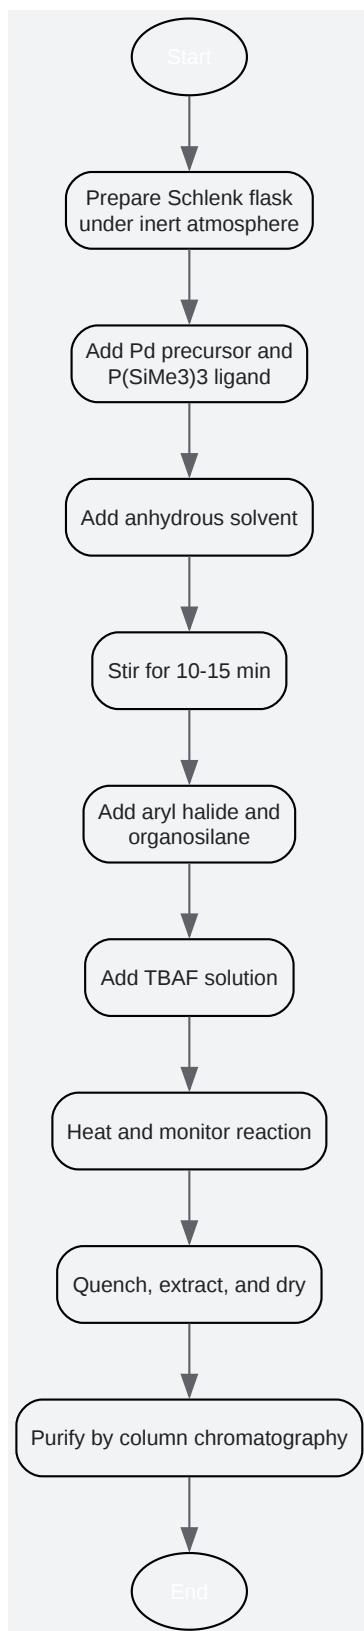 Start
Prepare Schlenk flask
under inert atmosphere
Add Pd precursor and
P(SiMe3)3 ligand
Add anhydrous solvent
Stir for 10-15 min
Add aryl halide and
organosilane
Add TBAF solution
Heat and monitor reaction
Quench, extract, and dry
Purify by column chromatography
End